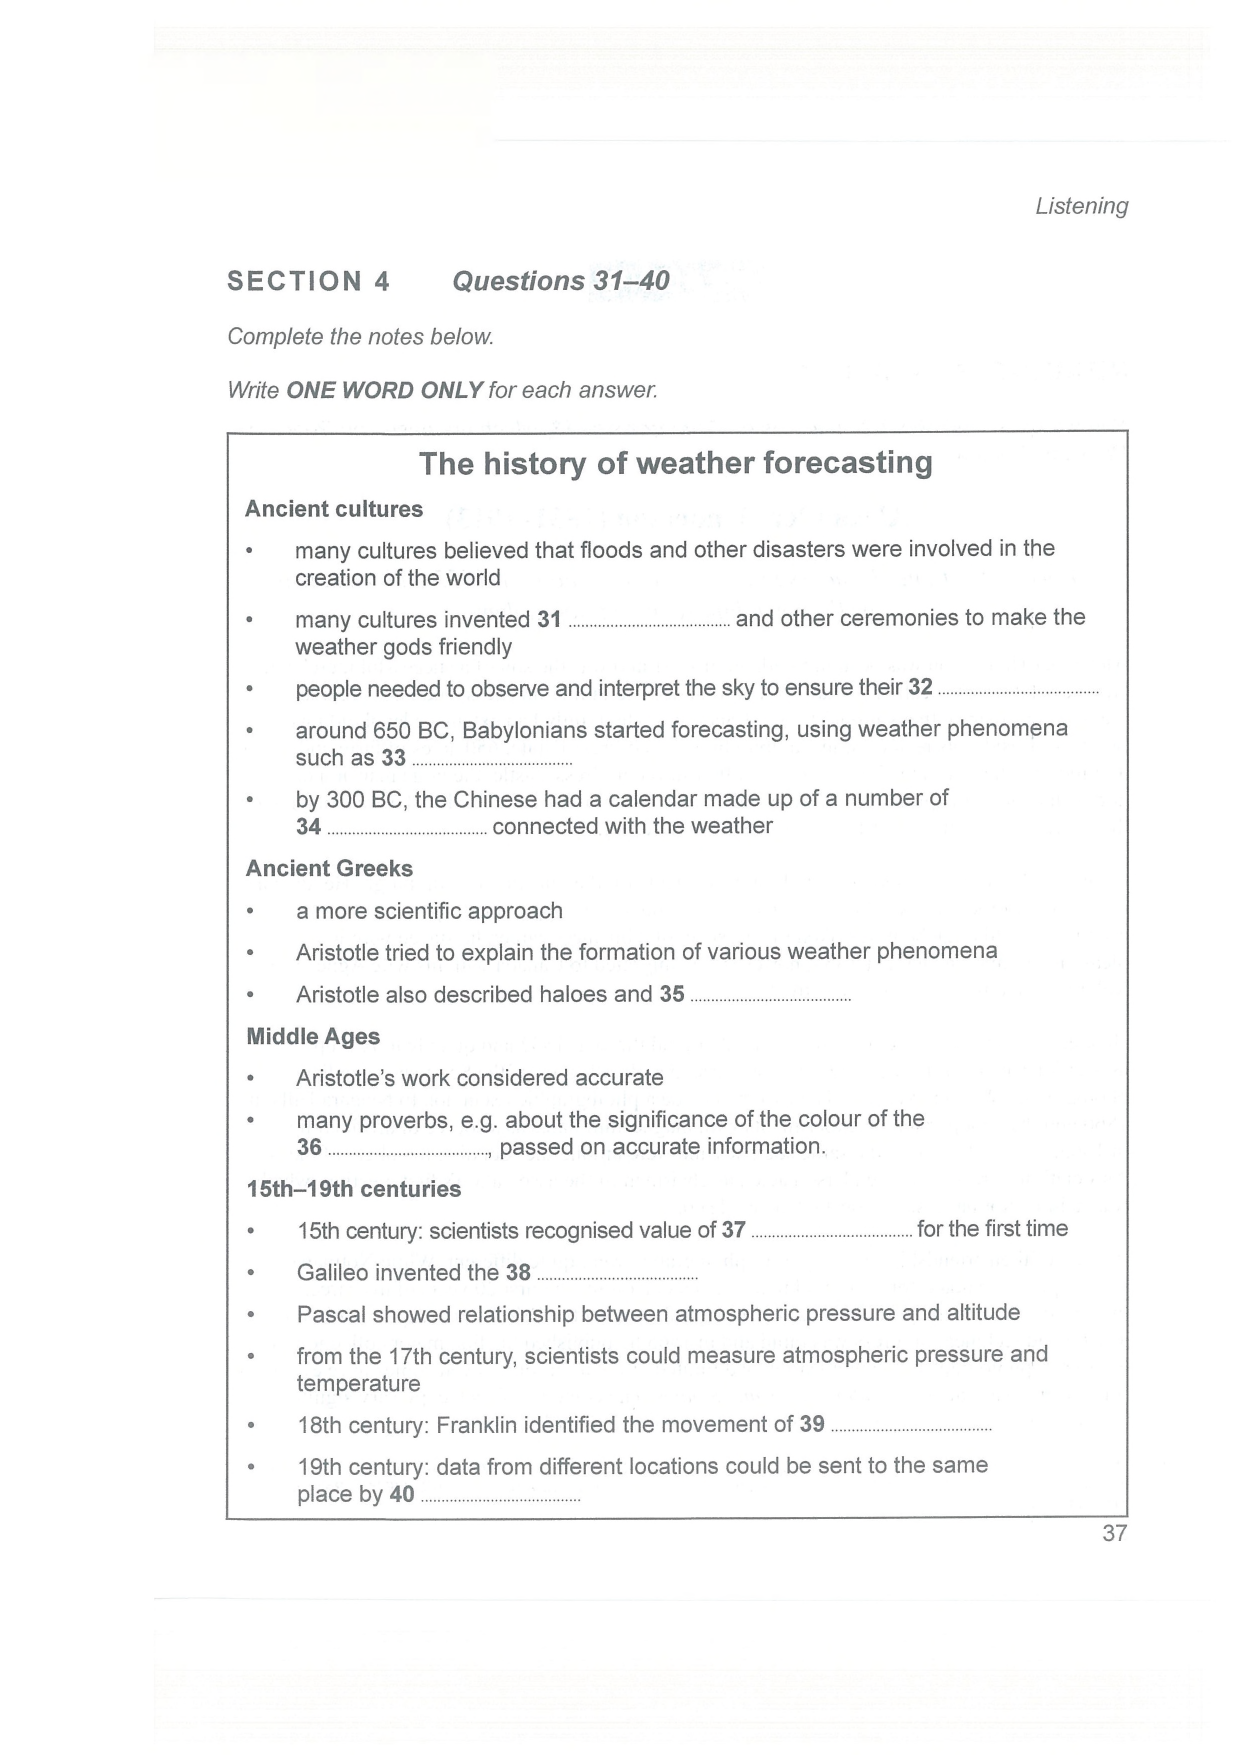 Listening
SECTION 4 Questions 31–40
Complete the notes below.
Write ONE WORD ONLY for each answer.
The history of weather forecasting
Ancient cultures
• many cultures believed that floods and other disasters were involved in the
creation of the world
• many cultures invented 31 .................................... and other ceremonies to make the
weather gods friendly
• people needed to observe and interpret the sky to ensure their 32 ....................................
• around 650 BC, Babylonians started forecasting, using weather phenomena
such as 33 ....................................
• by 300 BC, the Chinese had a calendar made up of a number of
34 .................................... connected with the weather
Ancient Greeks
• a more scientific approach
• Aristotle tried to explain the formation of various weather phenomena
• Aristotle also described haloes and 35 ....................................
Middle Ages
• Aristotle's work considered accurate
• many proverbs, e.g. about the significance of the colour of the
36 ...................................., passed on accurate information.
15th–19th centuries
• 15th century: scientists recognised value of 37 .................................... for the first time
• Galileo invented the 38 ....................................
• Pascal showed relationship between atmospheric pressure and altitude
• from the 17th century, scientists could measure atmospheric pressure and
temperature
• 18th century: Franklin identified the movement of 39 ....................................
• 19th century: data from different locations could be sent to the same
place by 40 ....................................
37